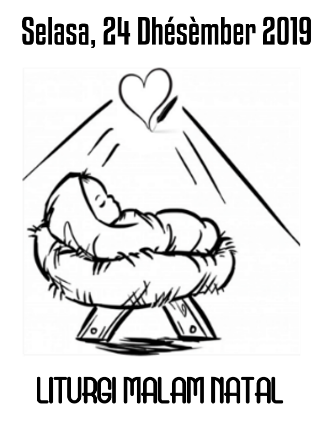 Selasa, 24 Dhésèmber 2019
LITURGI MALAM NATAL